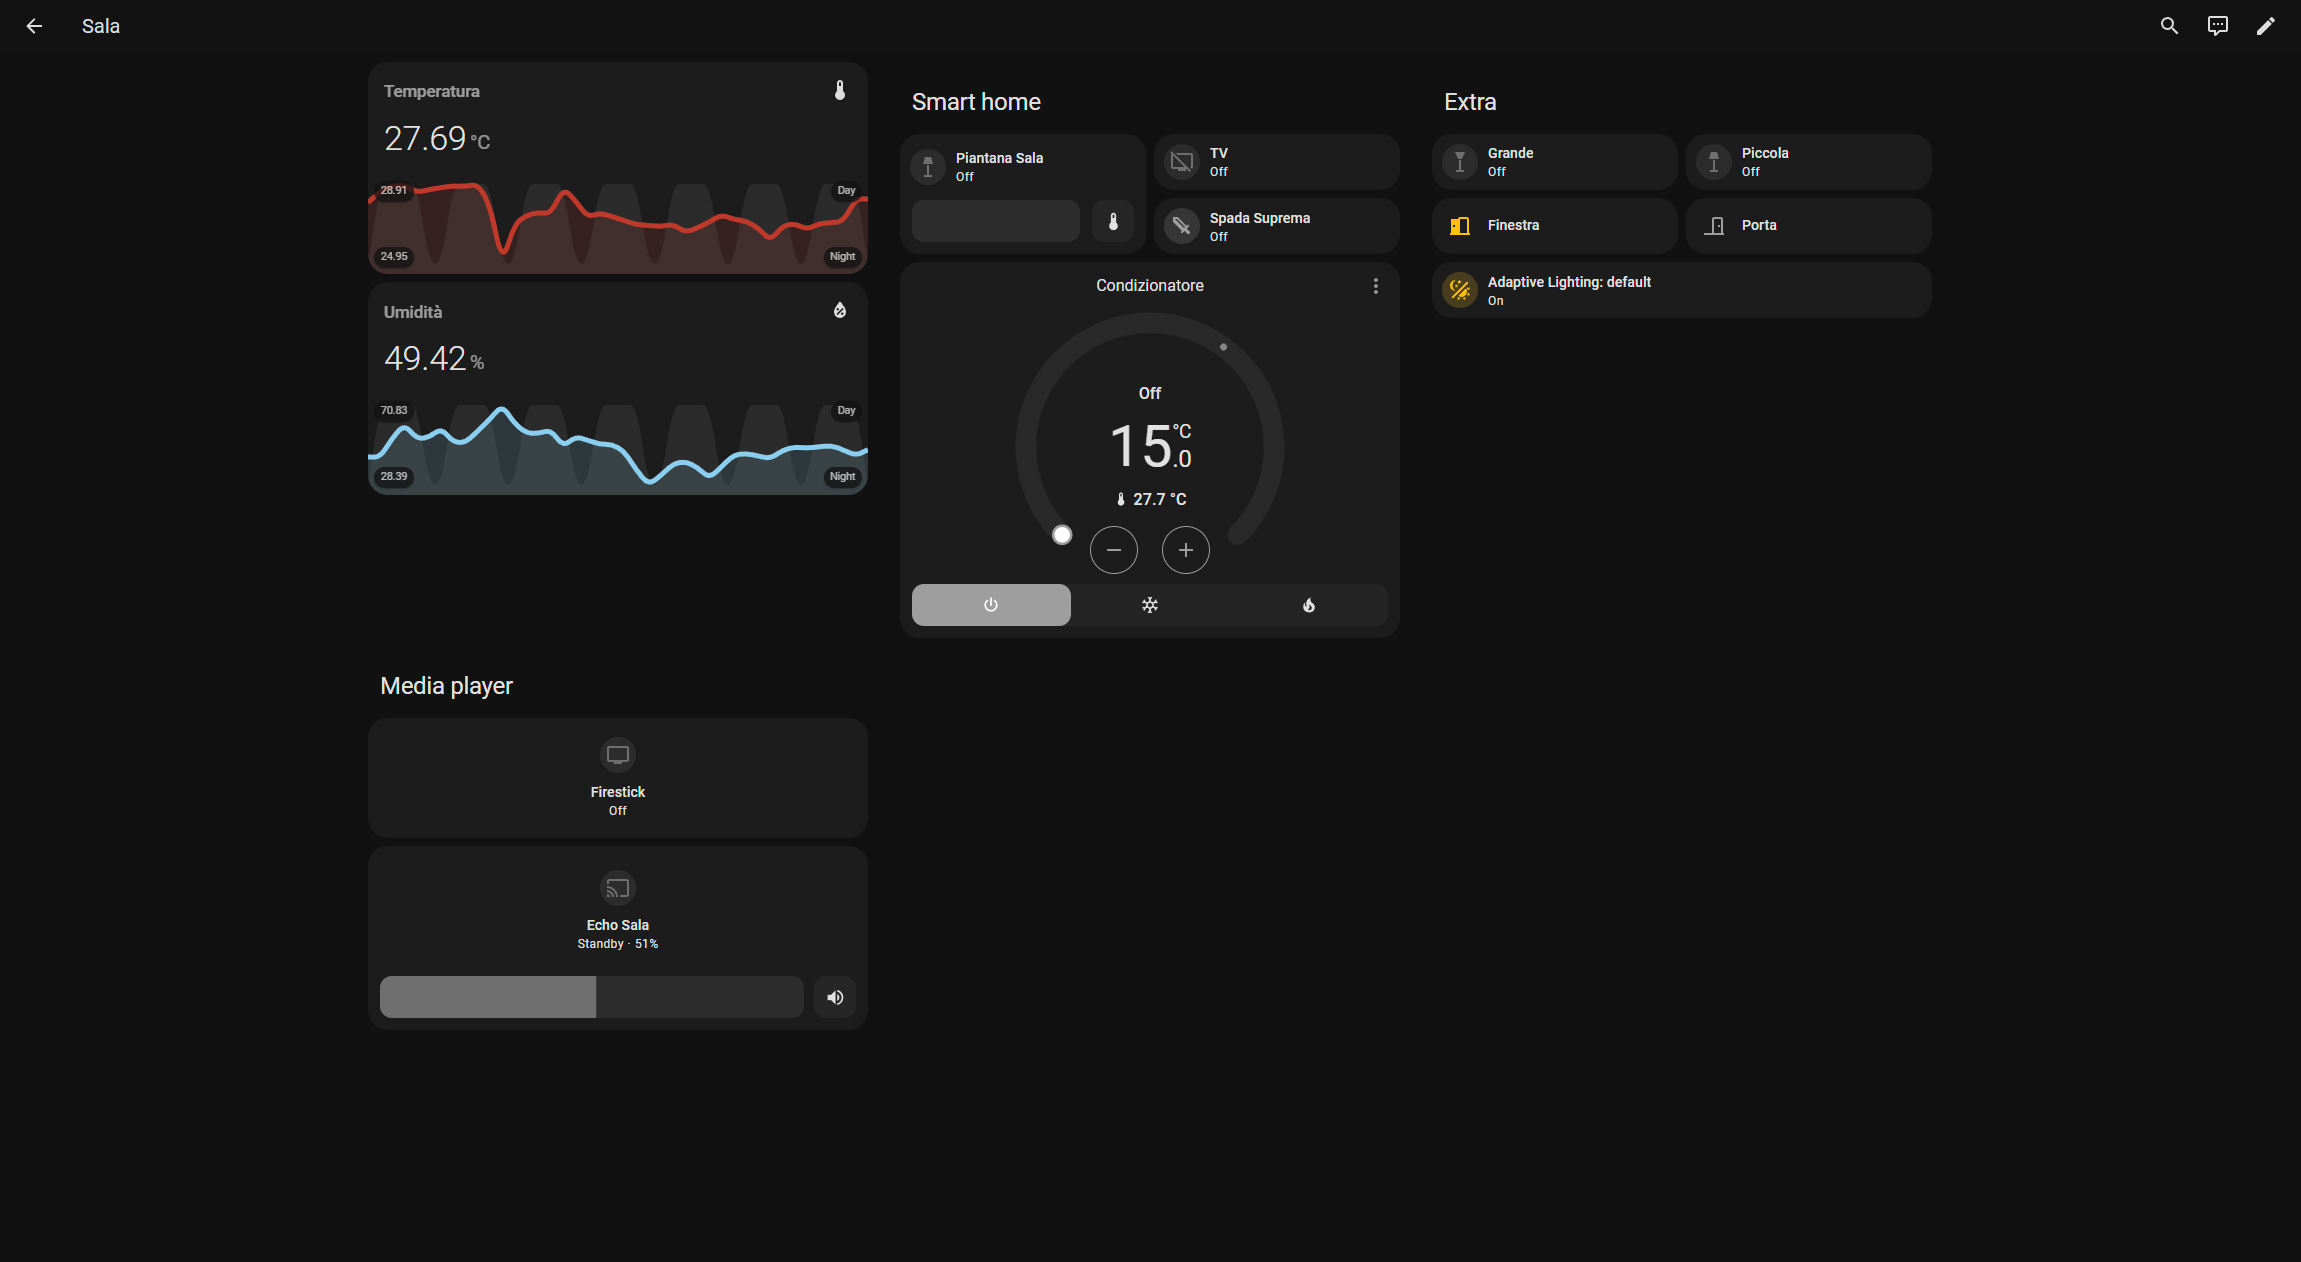 Sala
Temperatura
27.69 °C
28.91
Day
24.95
Night
Umidità
49.42 %
70.83
Day
28.39
Night
Smart home
Piantana Sala
Off
TV
Off
Spada Suprema
Off
Condizionatore
Off
15.0 °C
27.7 °C
Extra
Grande
Off
Piccola
Off
Finestra
Porta
Adaptive Lighting: default
On
Media player
Firestick
Off
Echo Sala
Standby · 51%